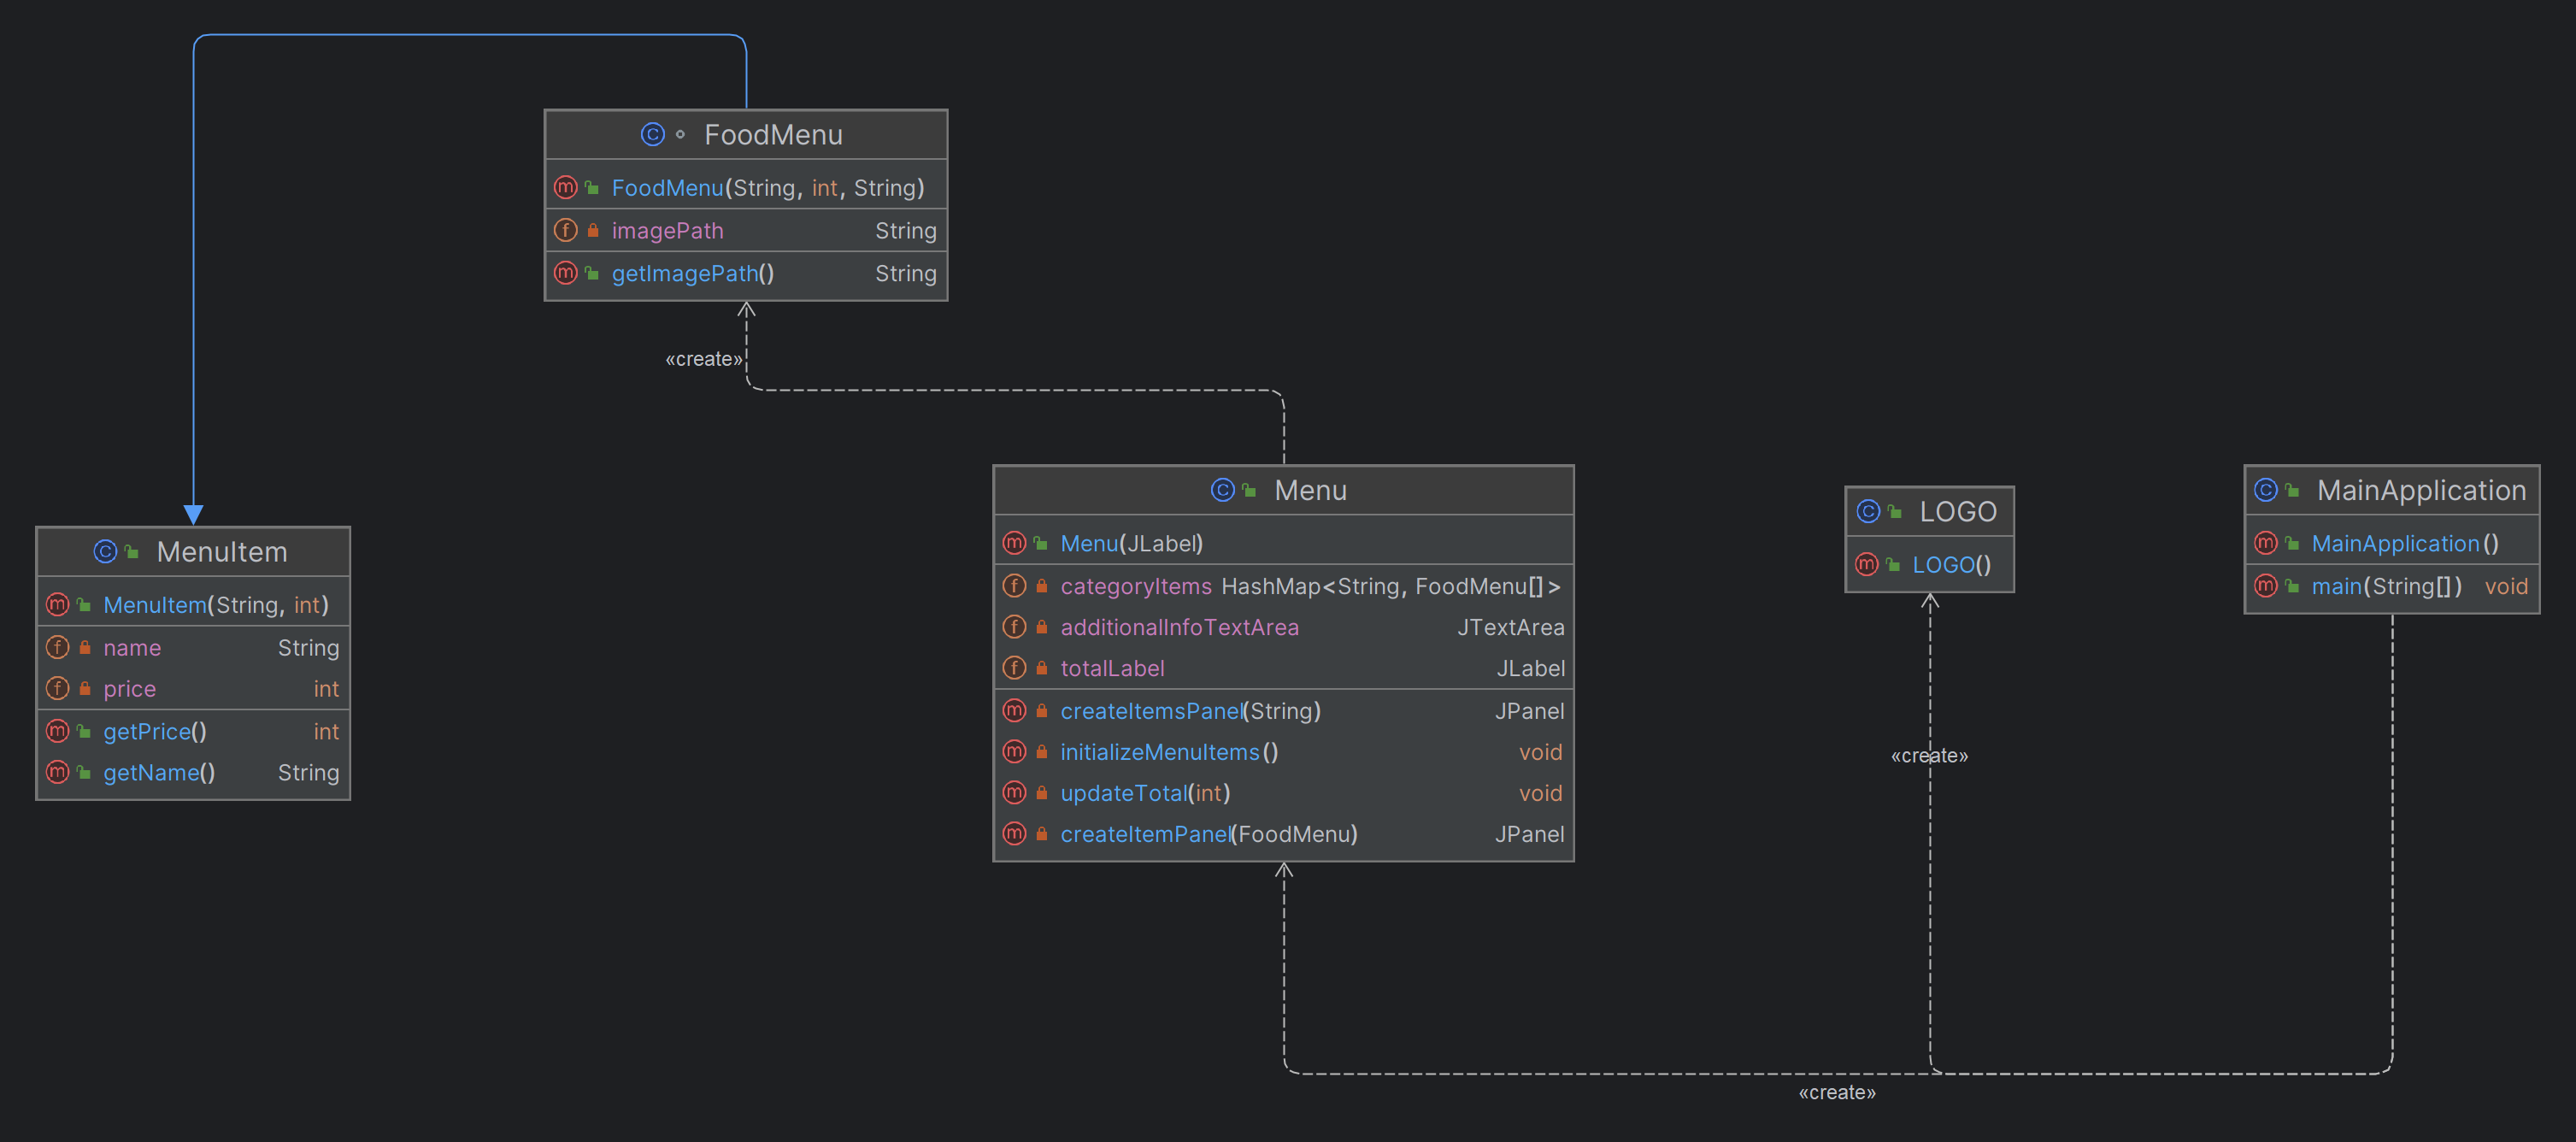 FoodMenu
FoodMenu(String, int, String)
imagePath String
getImagePath() String
«create»
MenuItem
MenuItem(String, int)
name String
price int
getPrice() int
getName() String
Menu
Menu(JLabel)
categoryItems HashMap<String, FoodMenu[]>
additionalInfoTextArea JTextArea
totalLabel JLabel
createItemsPanel(String) JPanel
initializeMenuItems() void
updateTotal(int) void
createItemPanel(FoodMenu) JPanel
LOGO
LOGO()
«create»
MainApplication
MainApplication()
main(String[]) void
«create»